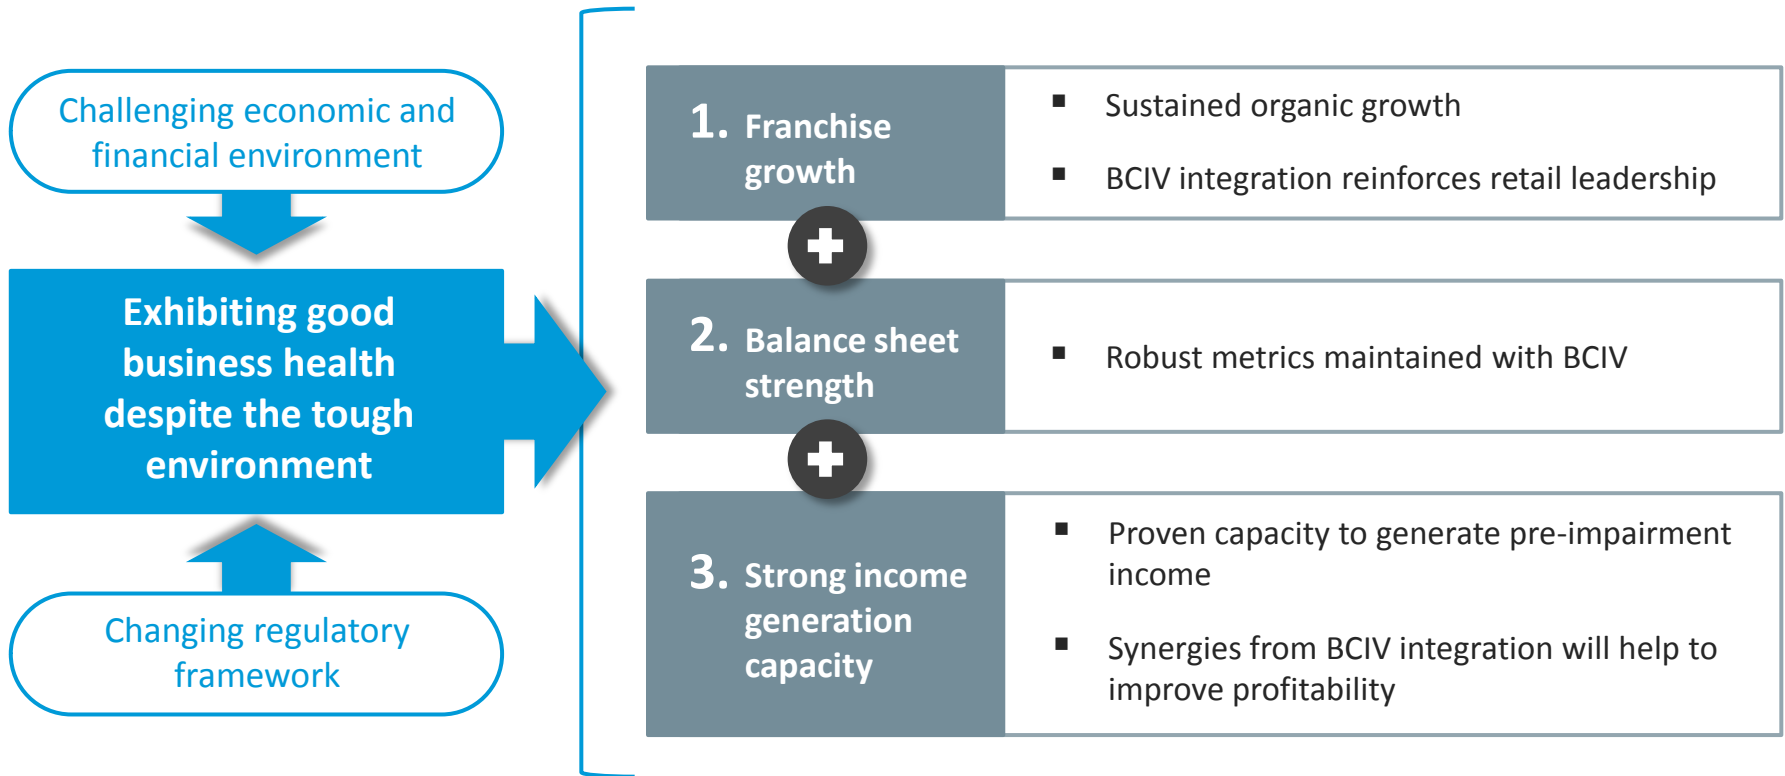 Challenging economic and
financial environment
Exhibiting good
business health
despite the tough
environment
Changing regulatory
framework
1. Franchise
growth
▪ Sustained organic growth
▪ BCIV integration reinforces retail leadership
2. Balance sheet
strength
▪ Robust metrics maintained with BCIV
3. Strong income
generation
capacity
▪ Proven capacity to generate pre-impairment
income
▪ Synergies from BCIV integration will help to
improve profitability